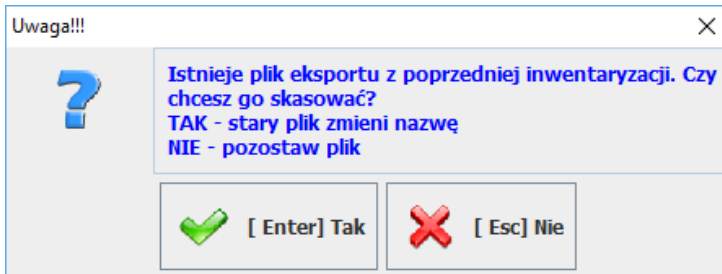 Uwaga!!!
Istnieje plik eksportu z poprzedniej inwentaryzacji. Czy
chcesz go skasować?
TAK - stary plik zmieni nazwę
NIE - pozostaw plik
[ Enter] Tak
[ Esc] Nie